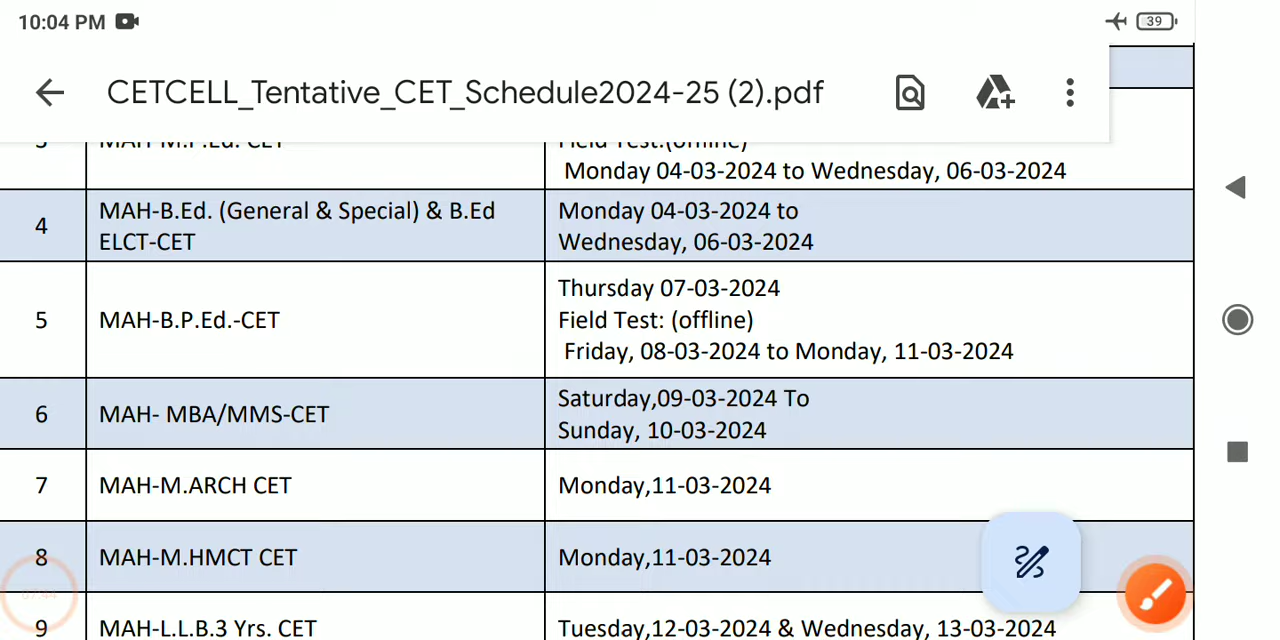 10:04 PM
39
CETCELL_Tentative_CET_Schedule2024-25 (2).pdf
Monday 04-03-2024 to Wednesday, 06-03-2024
4
MAH-B.Ed. (General & Special) & B.Ed
ELCT-CET
Monday 04-03-2024 to
Wednesday, 06-03-2024
5
MAH-B.P.Ed.-CET
Thursday 07-03-2024
Field Test: (offline)
Friday, 08-03-2024 to Monday, 11-03-2024
6
MAH- MBA/MMS-CET
Saturday,09-03-2024 To
Sunday, 10-03-2024
7
MAH-M.ARCH CET
Monday,11-03-2024
8
MAH-M.HMCT CET
Monday,11-03-2024
9
MAH-L.L.B.3 Yrs. CET
Tuesday,12-03-2024 & Wednesday, 13-03-2024